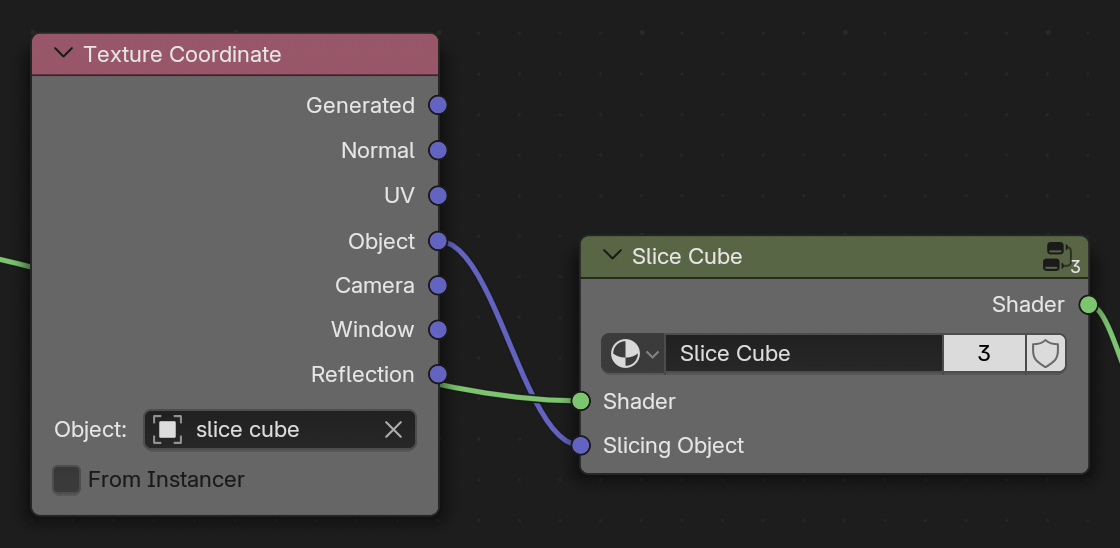 Texture Coordinate
Generated
Normal
UV
Object
Camera
Window
Reflection
Object: slice cube
From Instancer
Slice Cube 3
Shader
Slice Cube 3
Shader
Slicing Object